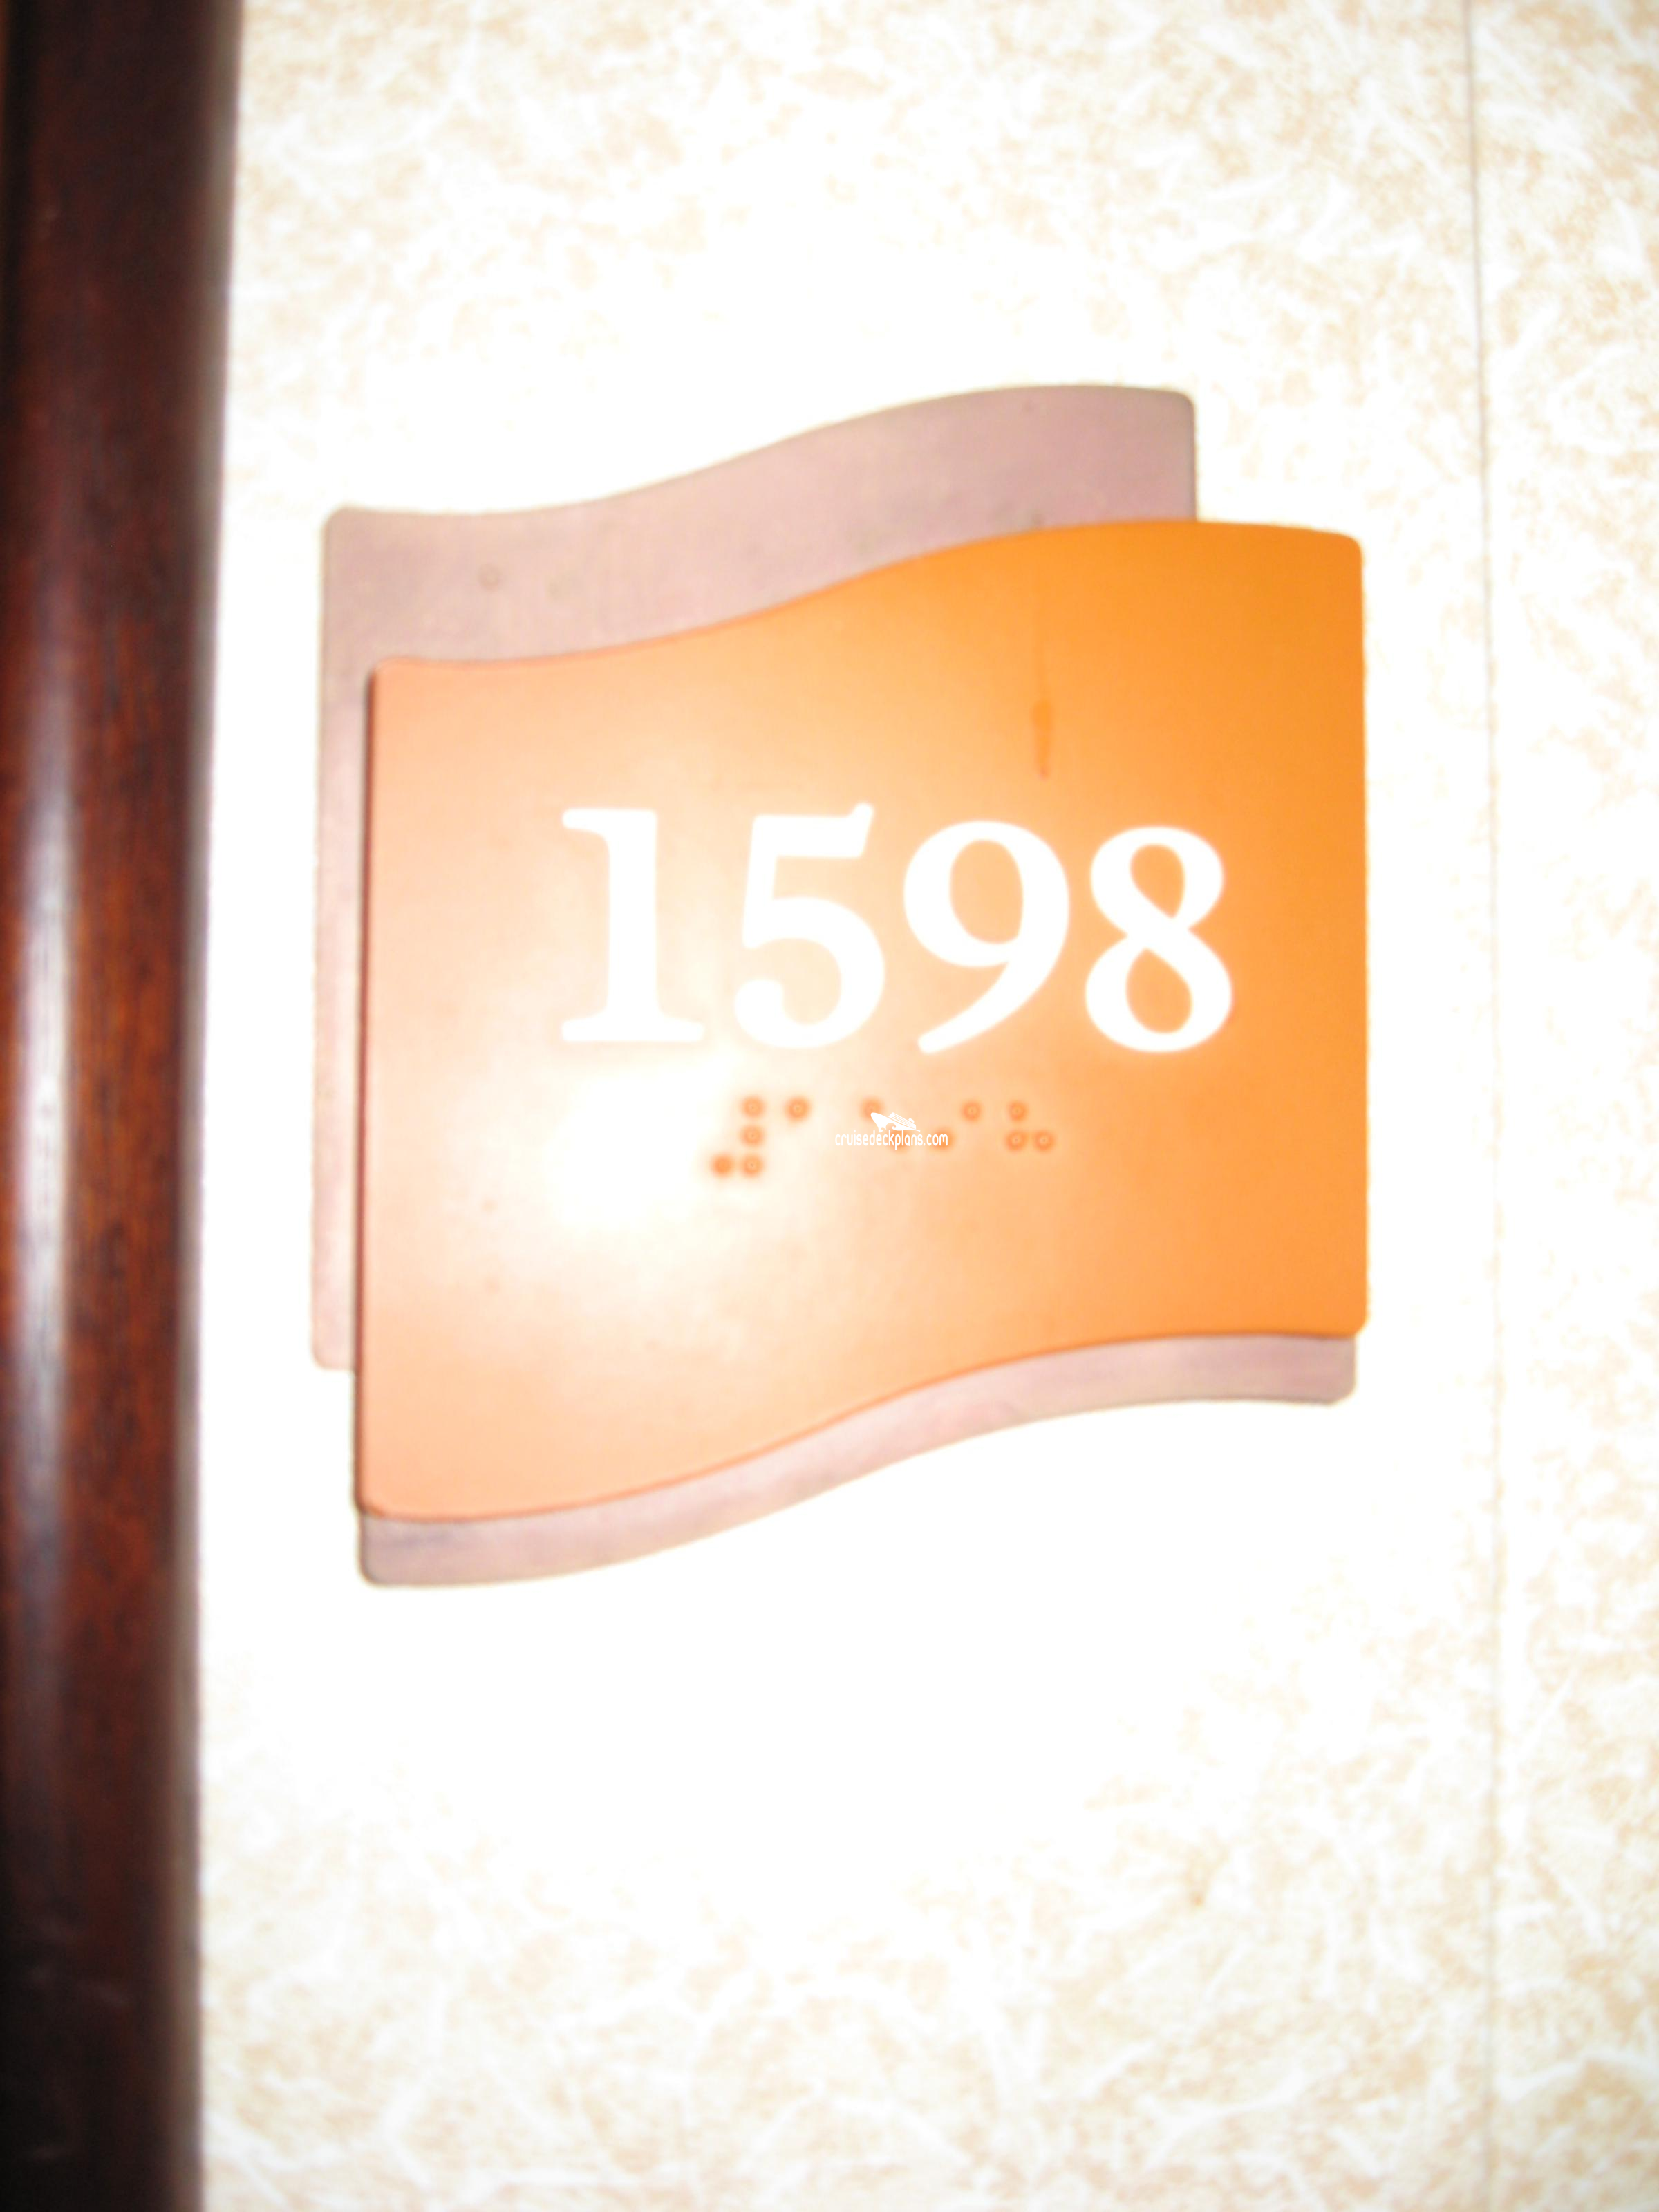 1598
⠼⠁⠑⠊⠓
cruisedeckplans.com